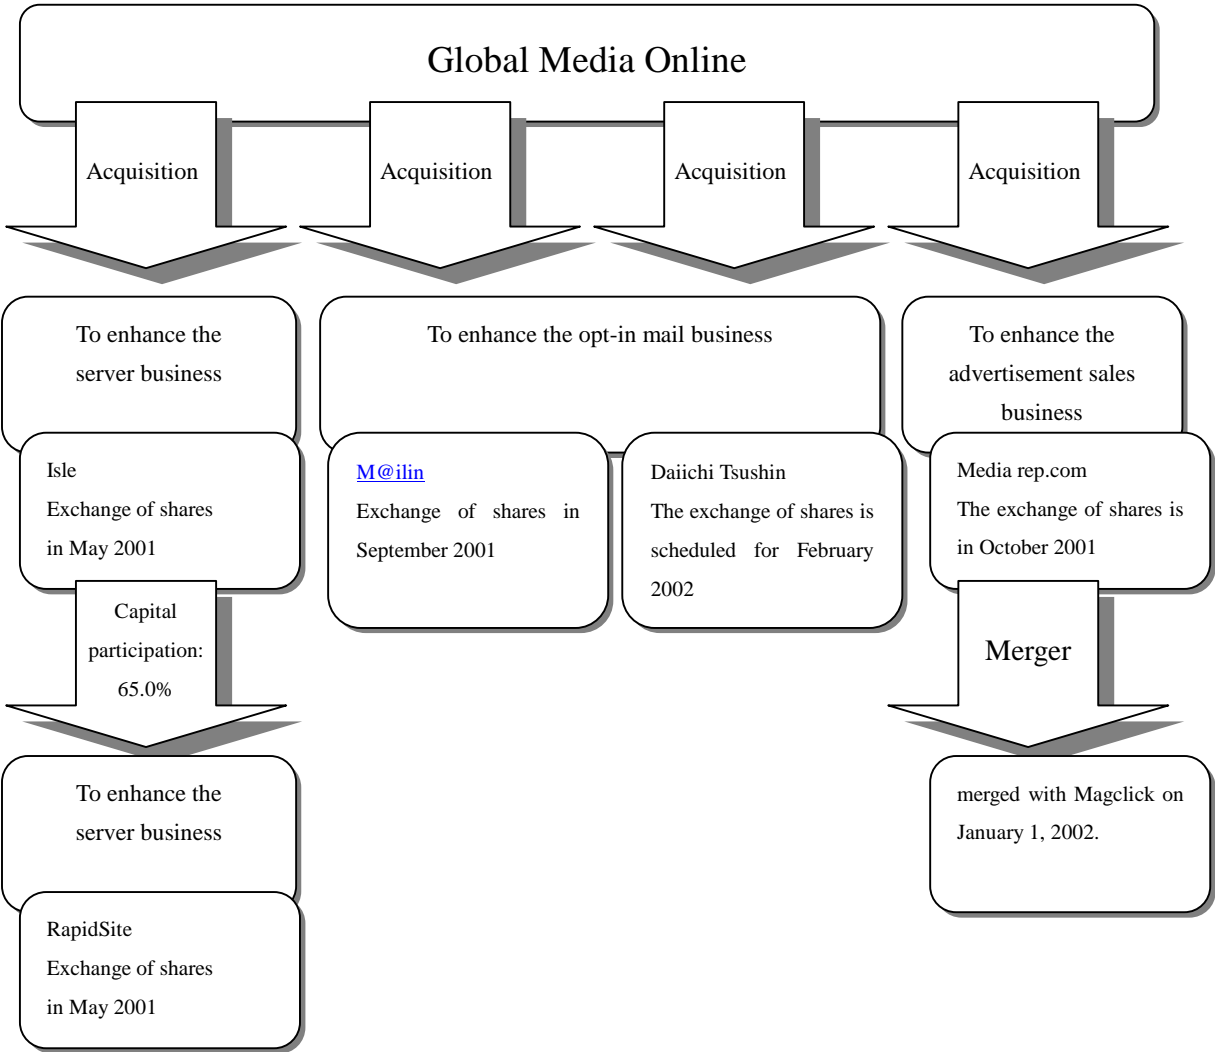 Global Media Online
Acquisition
Acquisition
Acquisition
Acquisition
To enhance the
server business
To enhance the opt-in mail business
To enhance the
advertisement sales
business
Isle
Exchange of shares
in May 2001
M@ilin
Exchange of shares in
September 2001
Daiichi Tsushin
The exchange of shares is
scheduled for February
2002
Media rep.com
The exchange of shares is
in October 2001
Capital
participation:
65.0%
Merger
To enhance the
server business
merged with Magclick on
January 1, 2002.
RapidSite
Exchange of shares
in May 2001